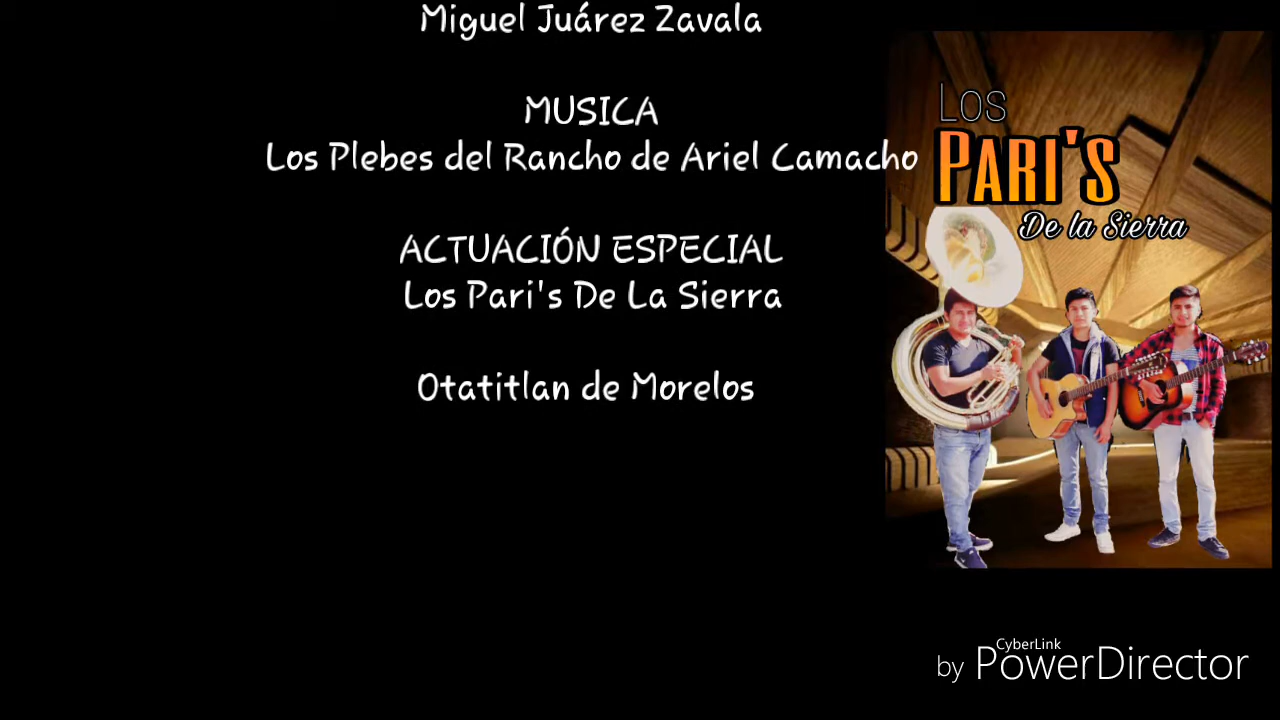 Miguel Juárez Zavala
MUSICA
Los Plebes del Rancho de Ariel Camacho
ACTUACIÓN ESPECIAL
Los Pari's De La Sierra
Otatitlan de Morelos
LOS
PARI'S
De la Sierra
CyberLink
by PowerDirector